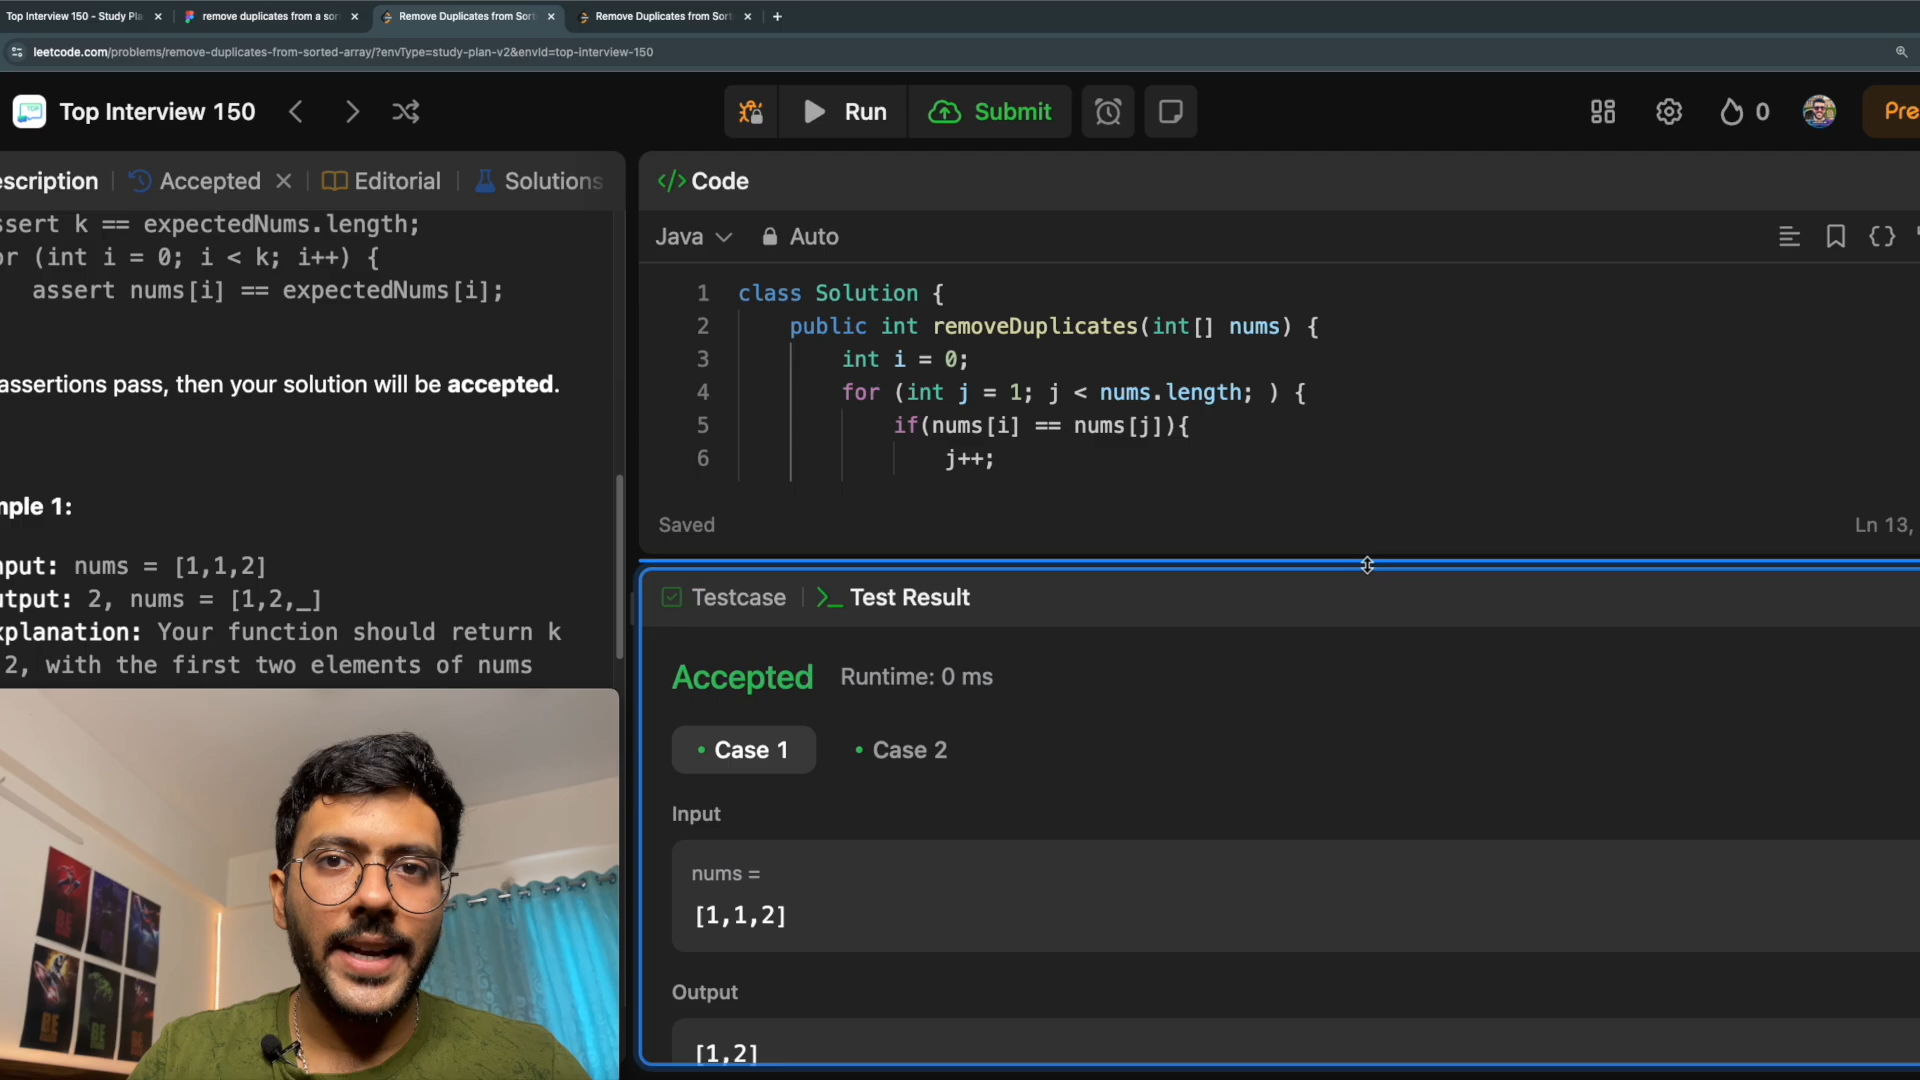 Top Interview 150 - Study Pla
remove duplicates from a sor
Remove Duplicates from Sort
Remove Duplicates from Sort
leetcode.com/problems/remove-duplicates-from-sorted-array/?envType=study-plan-v2&envId=top-interview-150
Top Interview 150
Run
Submit
0
Pre
escription
Accepted
Editorial
Solutions
ssert k == expectedNums.length;
or (int i = 0; i < k; i++) {
assert nums[i] == expectedNums[i];
assertions pass, then your solution will be accepted.
mple 1:
nput: nums = [1,1,2]
utput: 2, nums = [1,2,_]
xplanation: Your function should return k
2, with the first two elements of nums
</> Code
Java
Auto
1 class Solution {
2 public int removeDuplicates(int[] nums) {
3 int i = 0;
4 for (int j = 1; j < nums.length; ) {
5 if(nums[i] == nums[j]){
6 j++;
Saved
Ln 13,
Testcase
Test Result
Accepted
Runtime: 0 ms
Case 1
Case 2
Input
nums =
[1,1,2]
Output
[1,2]